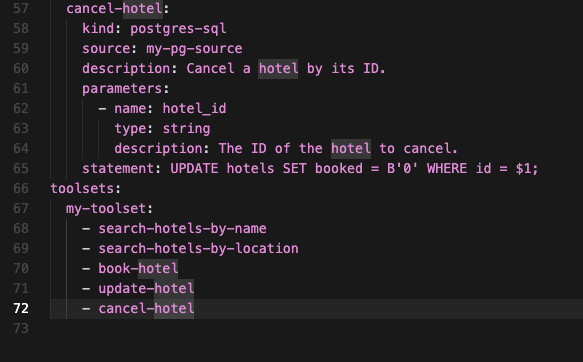 57 cancel-hotel:
58 kind: postgres-sql
59 source: my-pg-source
60 description: Cancel a hotel by its ID.
61 parameters:
62 - name: hotel_id
63 type: string
64 description: The ID of the hotel to cancel.
65 statement: UPDATE hotels SET booked = B'0' WHERE id = $1;
66 toolsets:
67 my-toolset:
68 - search-hotels-by-name
69 - search-hotels-by-location
70 - book-hotel
71 - update-hotel
72 - cancel-hotel
73